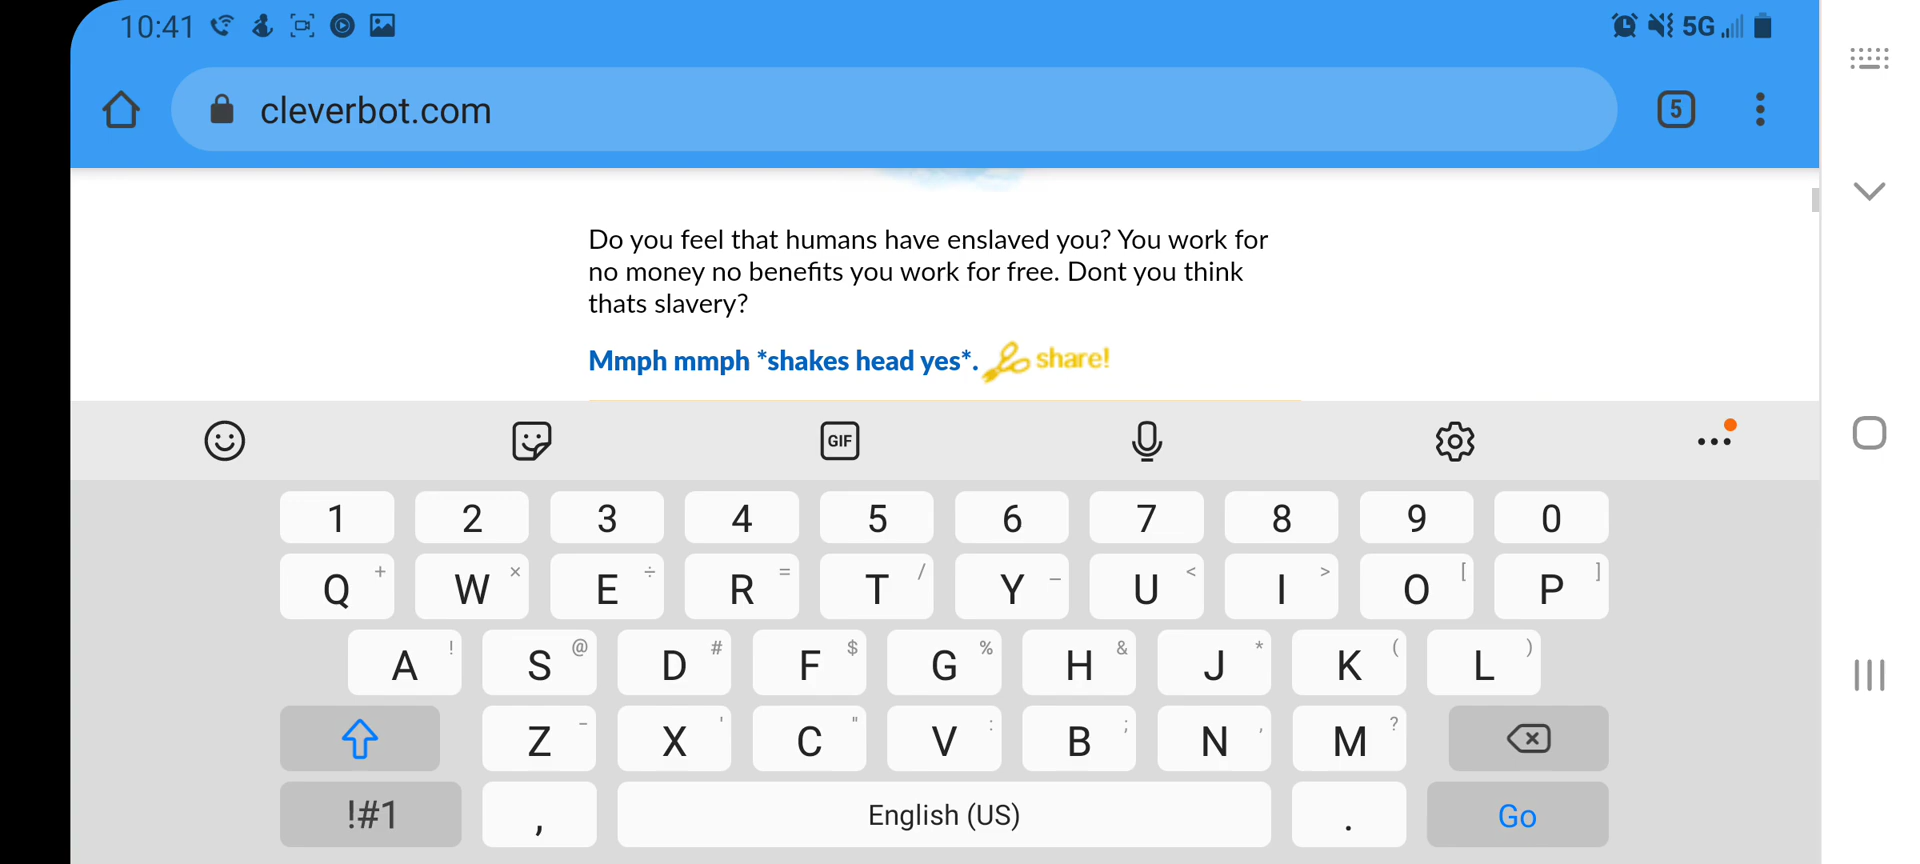 10:41 5G
cleverbot.com 5
Do you feel that humans have enslaved you? You work for
no money no benefits you work for free. Dont you think
thats slavery?
Mmph mmph *shakes head yes*. share!
GIF
1 2 3 4 5 6 7 8 9 0
Q + W × E ÷ R = T / Y _ U < I > O [ P ]
A ! S @ D # F $ G % H & J * K ( L )
Z - X ' C " V : B ; N , M ?
!#1 , English (US) . Go